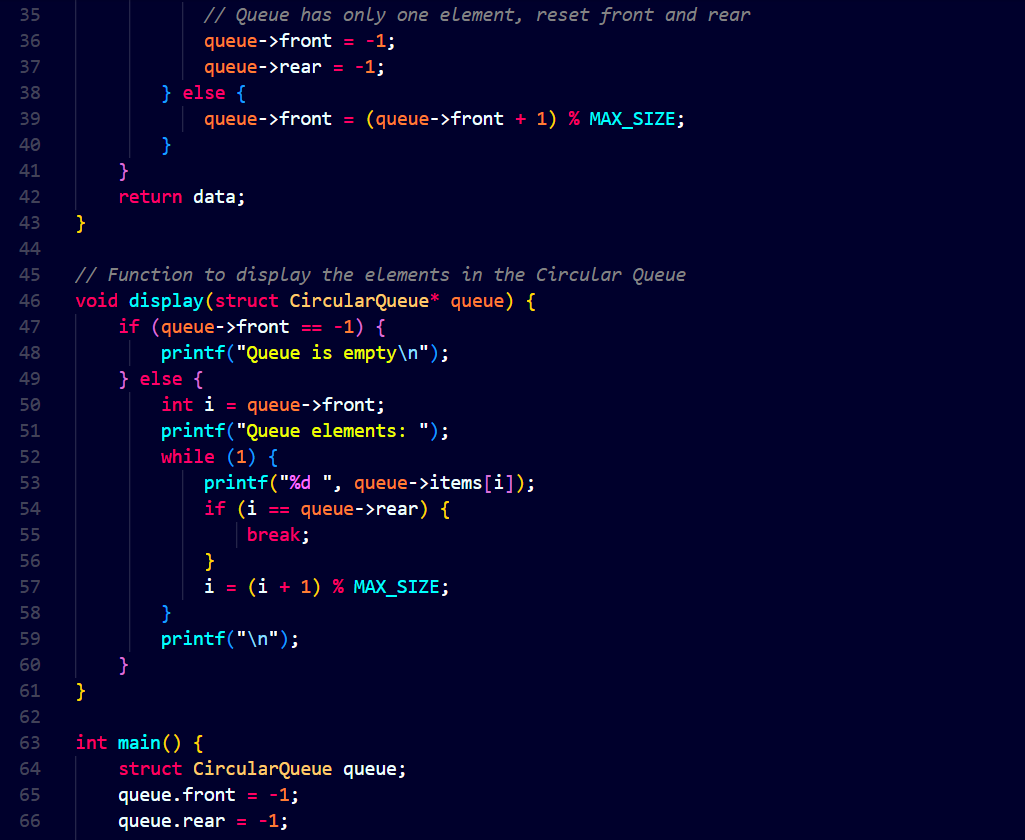 35 // Queue has only one element, reset front and rear
36 queue->front = -1;
37 queue->rear = -1;
38 } else {
39 queue->front = (queue->front + 1) % MAX_SIZE;
40 }
41 }
42 return data;
43 }
44
45 // Function to display the elements in the Circular Queue
46 void display(struct CircularQueue* queue) {
47 if (queue->front == -1) {
48 printf("Queue is empty\n");
49 } else {
50 int i = queue->front;
51 printf("Queue elements: ");
52 while (1) {
53 printf("%d ", queue->items[i]);
54 if (i == queue->rear) {
55 break;
56 }
57 i = (i + 1) % MAX_SIZE;
58 }
59 printf("\n");
60 }
61 }
62
63 int main() {
64 struct CircularQueue queue;
65 queue.front = -1;
66 queue.rear = -1;